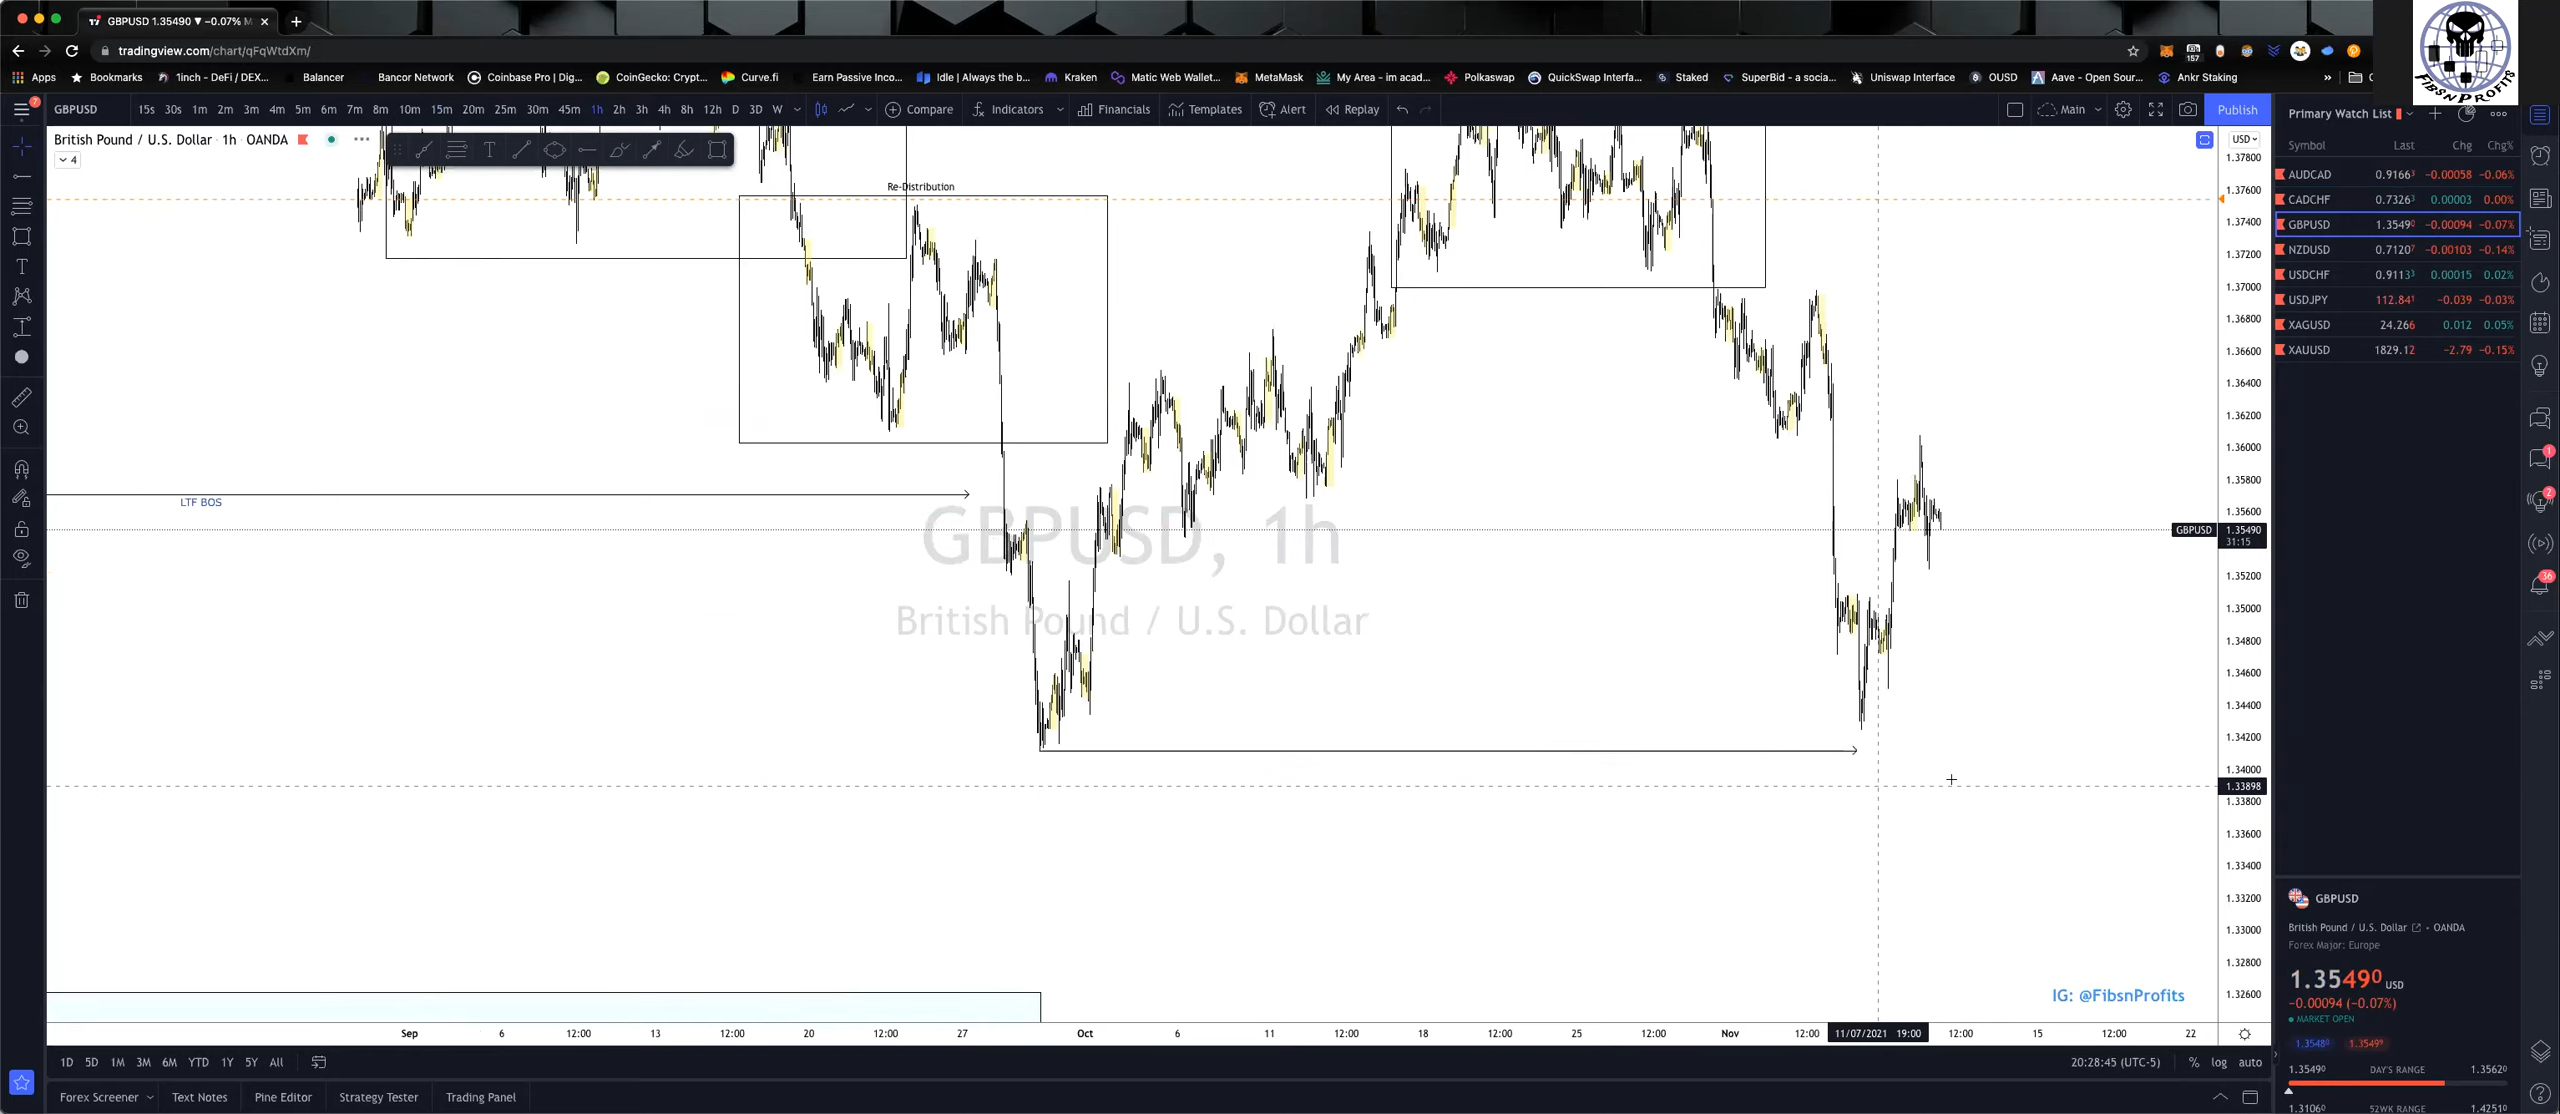 GBPUSD 1.35490 ▼ −0.07% M
tradingview.com/chart/qFqWtdXm/
157
FIBSNPROFITS
Apps Bookmarks 1inch - DeFi / DEX... Balancer Bancor Network Coinbase Pro | Dig... CoinGecko: Crypt... Curve.fi Earn Passive Inco... Idle | Always the b... Kraken Matic Web Wallet... MetaMask My Area - im acad... Polkaswap QuickSwap Interfa... Staked SuperBid - a socia... Uniswap Interface OUSD Aave - Open Sour... Ankr Staking »
7
GBPUSD 15s 30s 1m 2m 3m 4m 5m 6m 7m 8m 10m 15m 20m 25m 30m 45m 1h 2h 3h 4h 8h 12h D 3D W Compare Indicators Financials Templates Alert Replay Main Publish
Primary Watch List
British Pound / U.S. Dollar · 1h · OANDA
4
USD
Symbol Last Chg Chg%
AUDCAD 0.91663 −0.00058 −0.06%
CADCHF 0.73263 0.00003 0.00%
GBPUSD 1.35490 −0.00094 −0.07%
NZDUSD 0.71207 −0.00103 −0.14%
USDCHF 0.91133 0.00015 0.02%
USDJPY 112.841 −0.039 −0.03%
XAGUSD 24.266 0.012 0.05%
XAUUSD 1829.12 −2.79 −0.15%
Re-Distribution
LTF BOS
GBPUSD, 1h
British Pound / U.S. Dollar
1.37800
1.37600
1.37400
1.37200
1.37000
1.36800
1.36600
1.36400
1.36200
1.36000
1.35800
1.35600
GBPUSD 1.35490
31:15
1.35200
1.35000
1.34800
1.34600
1.34400
1.34200
1.34000
1.33898
1.33800
1.33600
1.33400
1.33200
1.33000
1.32800
1.32600
1
2
36
IG: @FibsnProfits
Sep 6 12:00 13 12:00 20 12:00 27 Oct 6 11 12:00 18 12:00 25 12:00 Nov 12:00 11/07/2021 19:00 12:00 15 12:00 22
1D 5D 1M 3M 6M YTD 1Y 5Y All
20:28:45 (UTC-5) % log auto
Forex Screener Text Notes Pine Editor Strategy Tester Trading Panel
GBPUSD
British Pound / U.S. Dollar • OANDA
Forex Major: Europe
1.35490 USD
−0.00094 (−0.07%)
MARKET OPEN
1.35480 1.35499
1.35490 DAY'S RANGE 1.35620
1.31060 52WK RANGE 1.42510